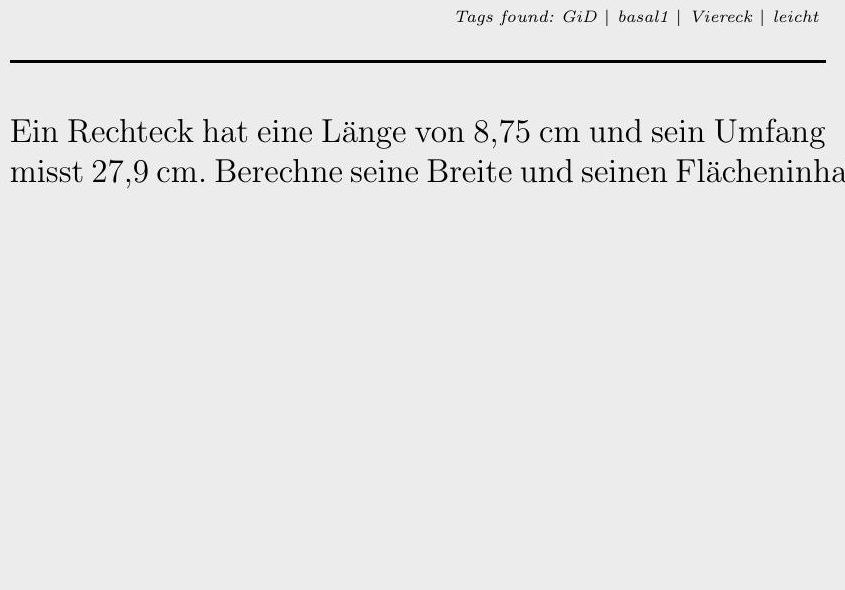 Tags found: GiD | basal1 | Viereck | leicht
Ein Rechteck hat eine Länge von 8,75 cm und sein Umfang
misst 27,9 cm. Berechne seine Breite und seinen Flächeninha